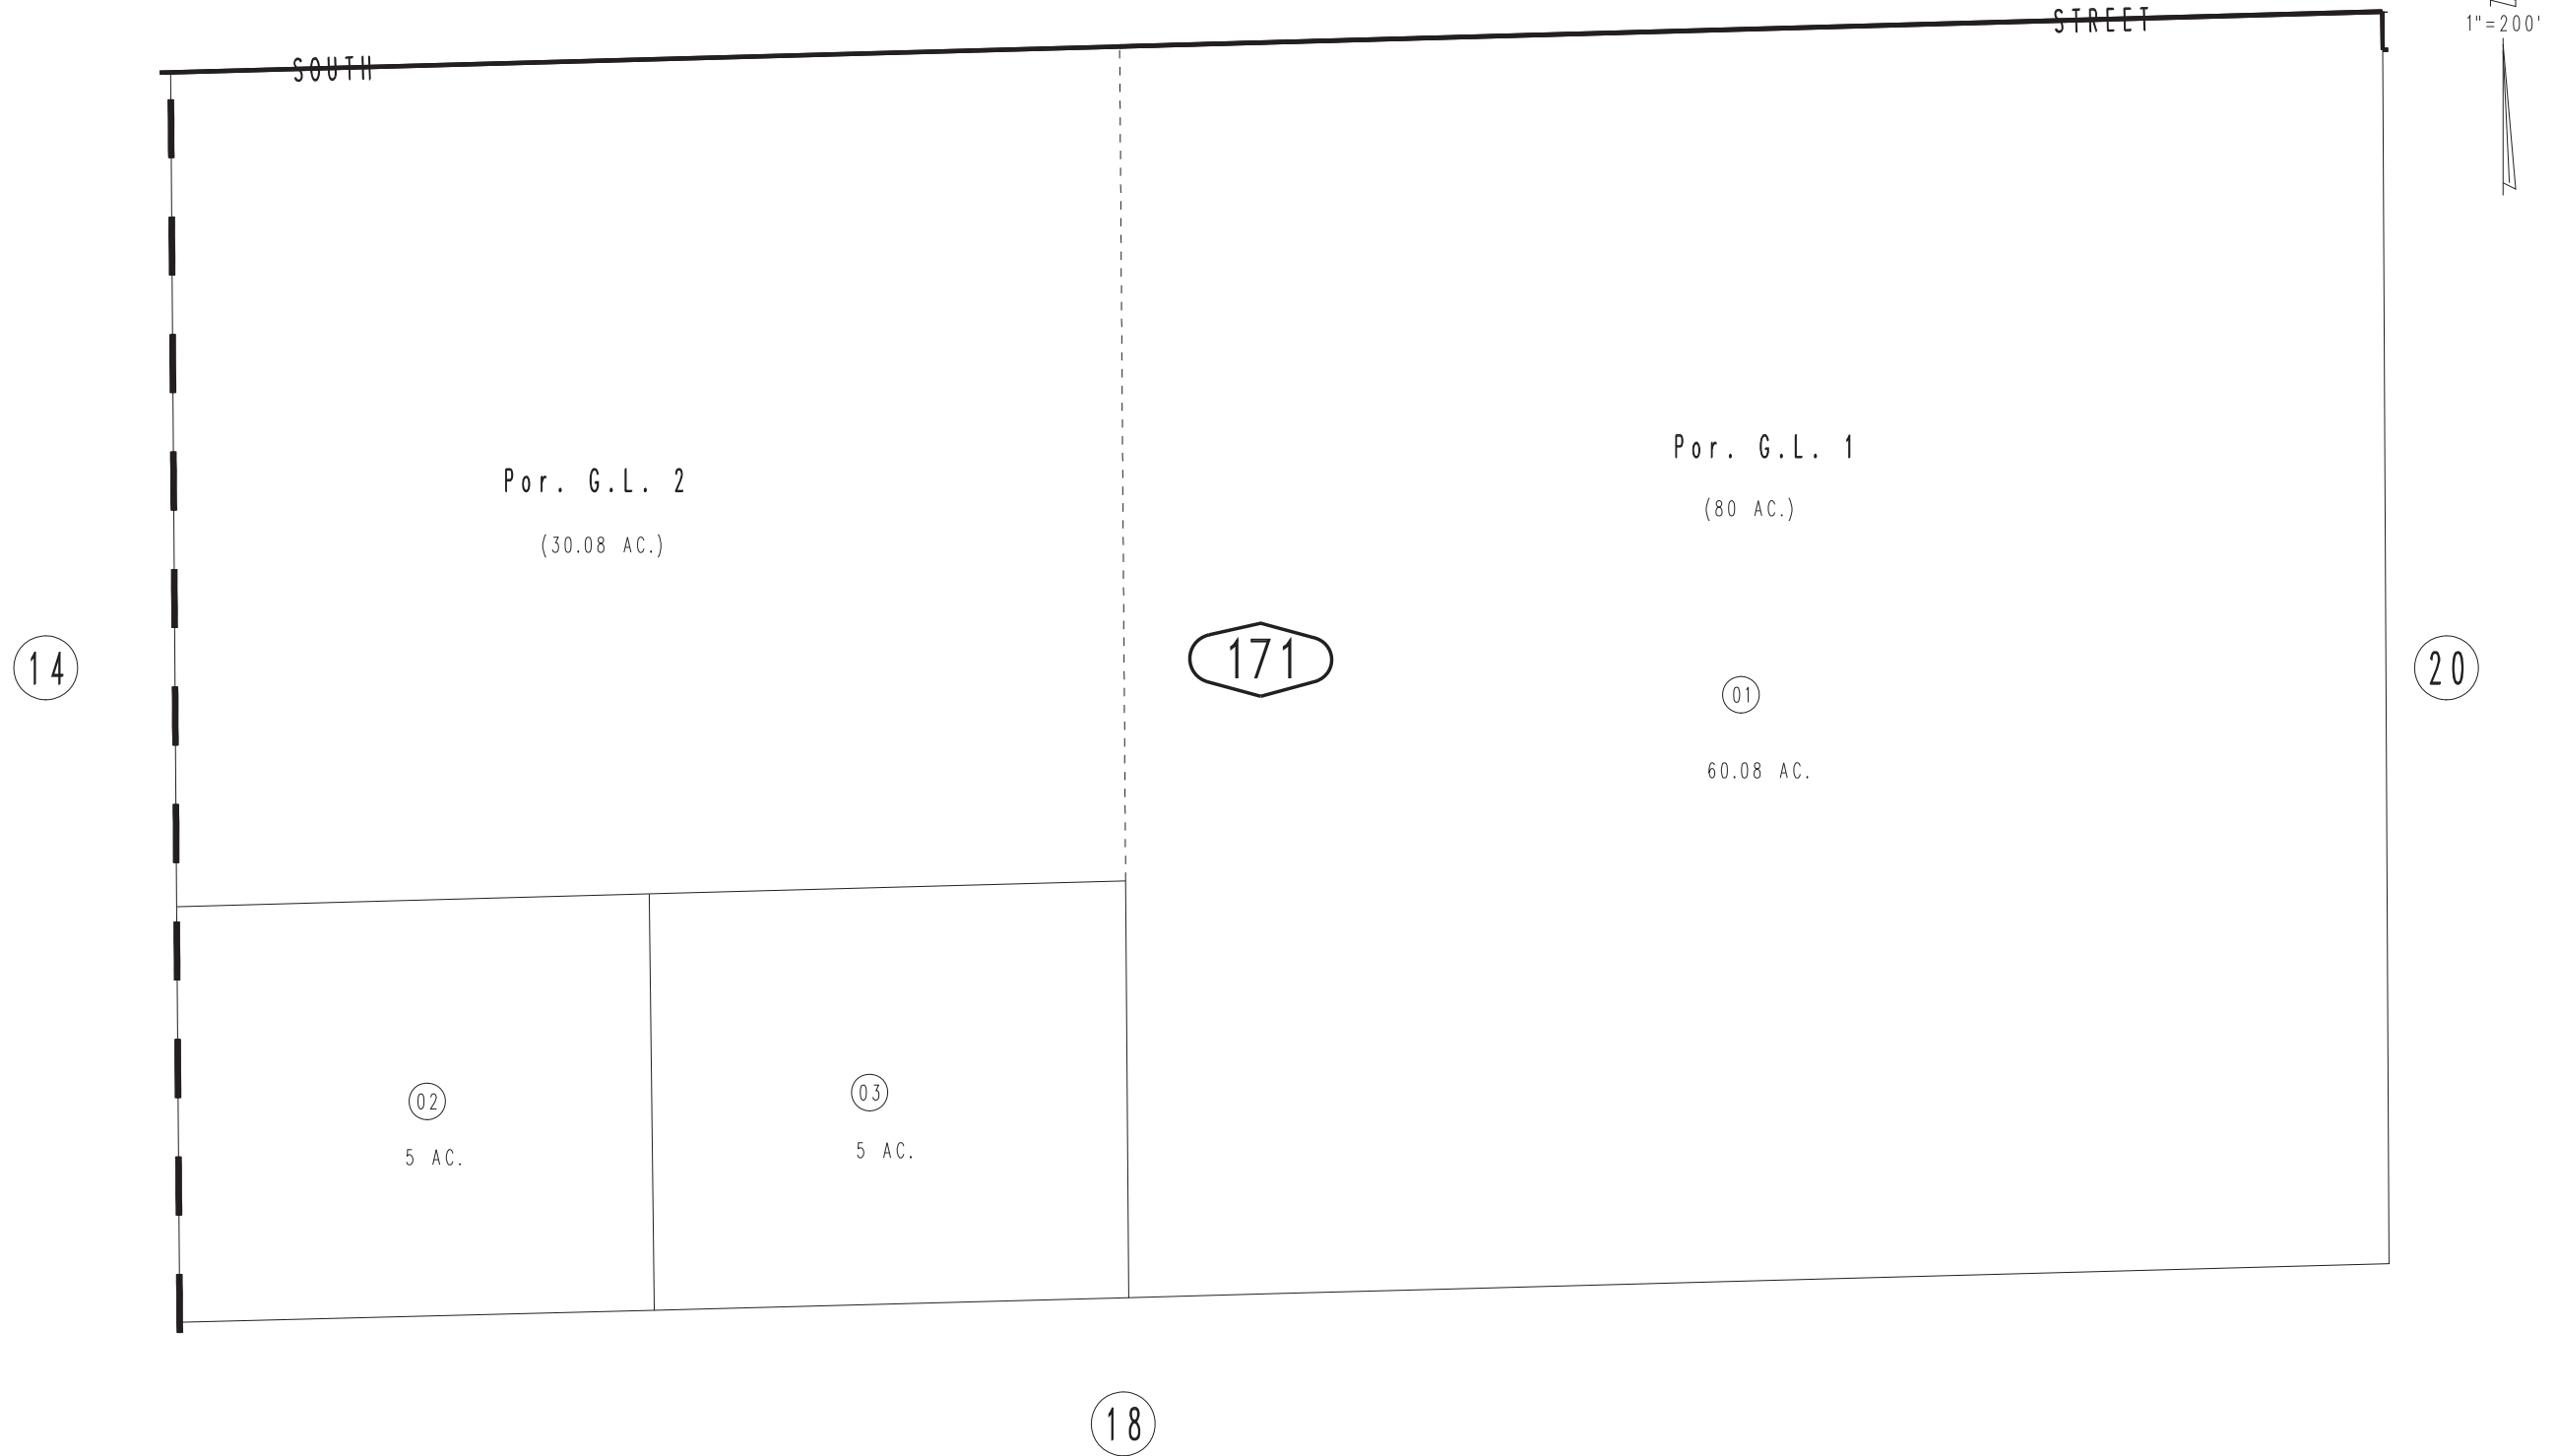 STREET
1"=200'
SOUTH
Por. G.L. 1
Por. G.L. 2
(80 AC.)
(30.08 AC.)
171
14
20
01
60.08 AC.
03
02
5 AC.
5 AC.
18